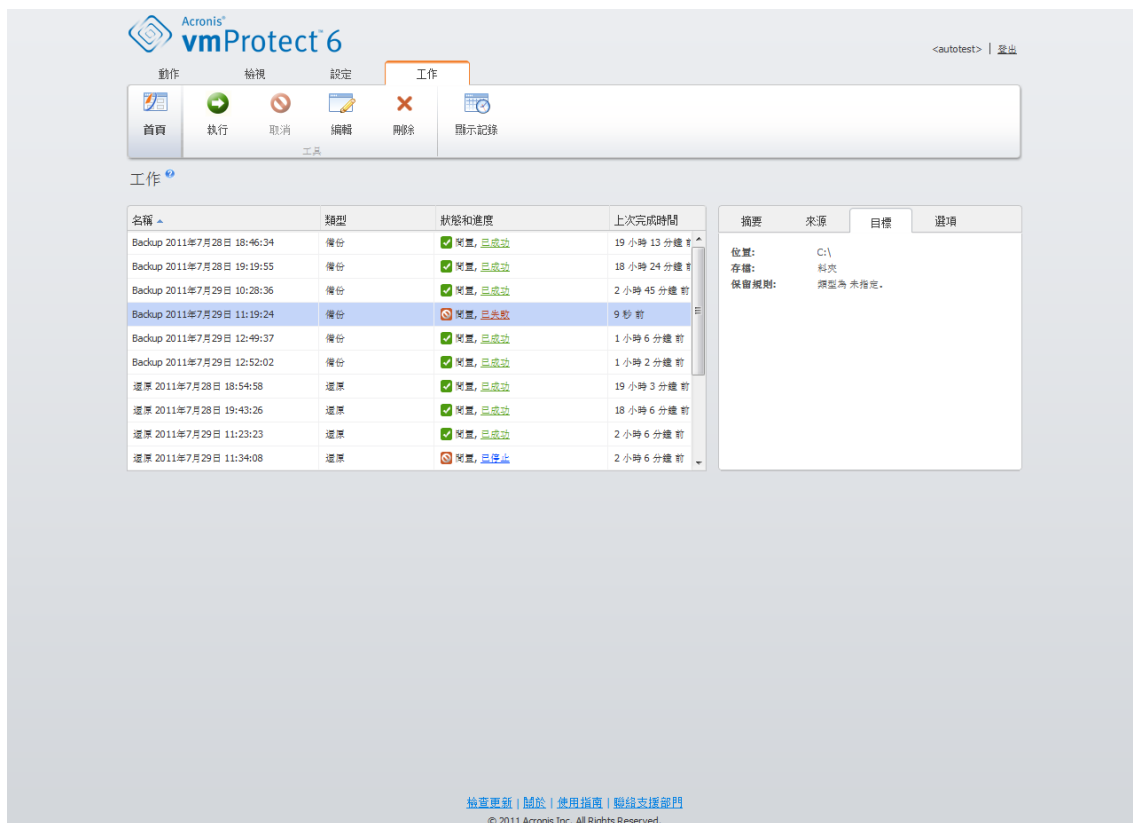 Acronis®
vmProtect™ 6
<autotest> | 登出
動作 檢視 設定 工作
首頁 執行 取消 編輯 刪除 顯示記錄
工具
工作
名稱 類型 狀態和進度 上次完成時間
Backup 2011年7月28日 18:46:34 備份 閒置, 已成功 19 小時 13 分鐘 前
Backup 2011年7月28日 19:19:55 備份 閒置, 已成功 18 小時 24 分鐘 前
Backup 2011年7月29日 10:28:36 備份 閒置, 已成功 2 小時 45 分鐘 前
Backup 2011年7月29日 11:19:24 備份 閒置, 已失敗 9 秒 前
Backup 2011年7月29日 12:49:37 備份 閒置, 已成功 1 小時 6 分鐘 前
Backup 2011年7月29日 12:52:02 備份 閒置, 已成功 1 小時 2 分鐘 前
還原 2011年7月28日 18:54:58 還原 閒置, 已成功 19 小時 3 分鐘 前
還原 2011年7月28日 19:43:26 還原 閒置, 已成功 18 小時 6 分鐘 前
還原 2011年7月29日 11:23:23 還原 閒置, 已成功 2 小時 6 分鐘 前
還原 2011年7月29日 11:34:08 還原 閒置, 已停止 2 小時 6 分鐘 前
摘要 來源 目標 選項
位置: C:\
存檔: 料夾
保留規則: 類型為 未指定。
檢查更新 | 關於 | 使用指南 | 聯絡支援部門
© 2011 Acronis Inc. All Rights Reserved.